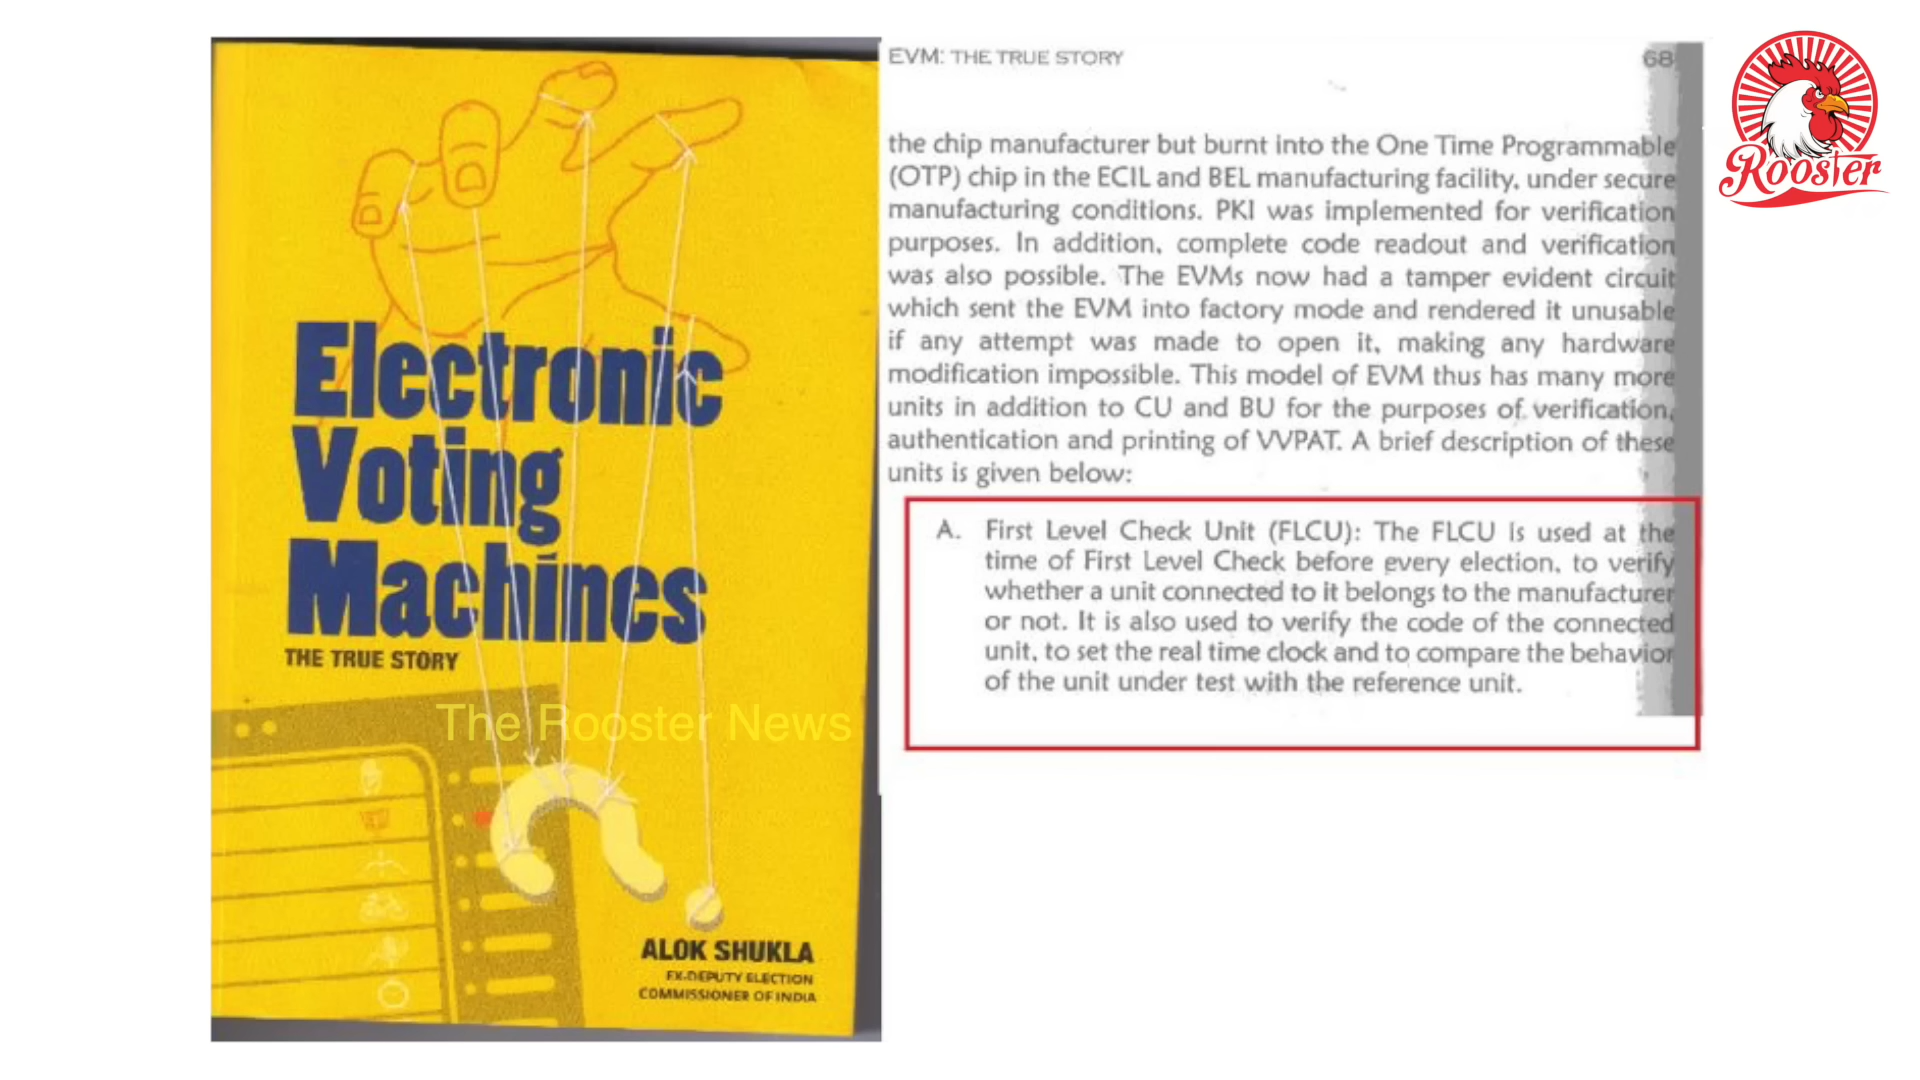 Electronic
Voting
Machines
THE TRUE STORY
The Rooster News
ALOK SHUKLA
EX-DEPUTY ELECTION
COMMISSIONER OF INDIA
EVM: THE TRUE STORY 68
the chip manufacturer but burnt into the One Time Programmable
(OTP) chip in the ECIL and BEL manufacturing facility, under secure
manufacturing conditions. PKI was implemented for verification
purposes. In addition, complete code readout and verification
was also possible. The EVMs now had a tamper evident circuit
which sent the EVM into factory mode and rendered it unusable
if any attempt was made to open it, making any hardware
modification impossible. This model of EVM thus has many more
units in addition to CU and BU for the purposes of verification,
authentication and printing of VVPAT. A brief description of these
units is given below:
A. First Level Check Unit (FLCU): The FLCU is used at the
time of First Level Check before every election, to verify
whether a unit connected to it belongs to the manufacturer
or not. It is also used to verify the code of the connected
unit, to set the real time clock and to compare the behavior
of the unit under test with the reference unit.
Rooster